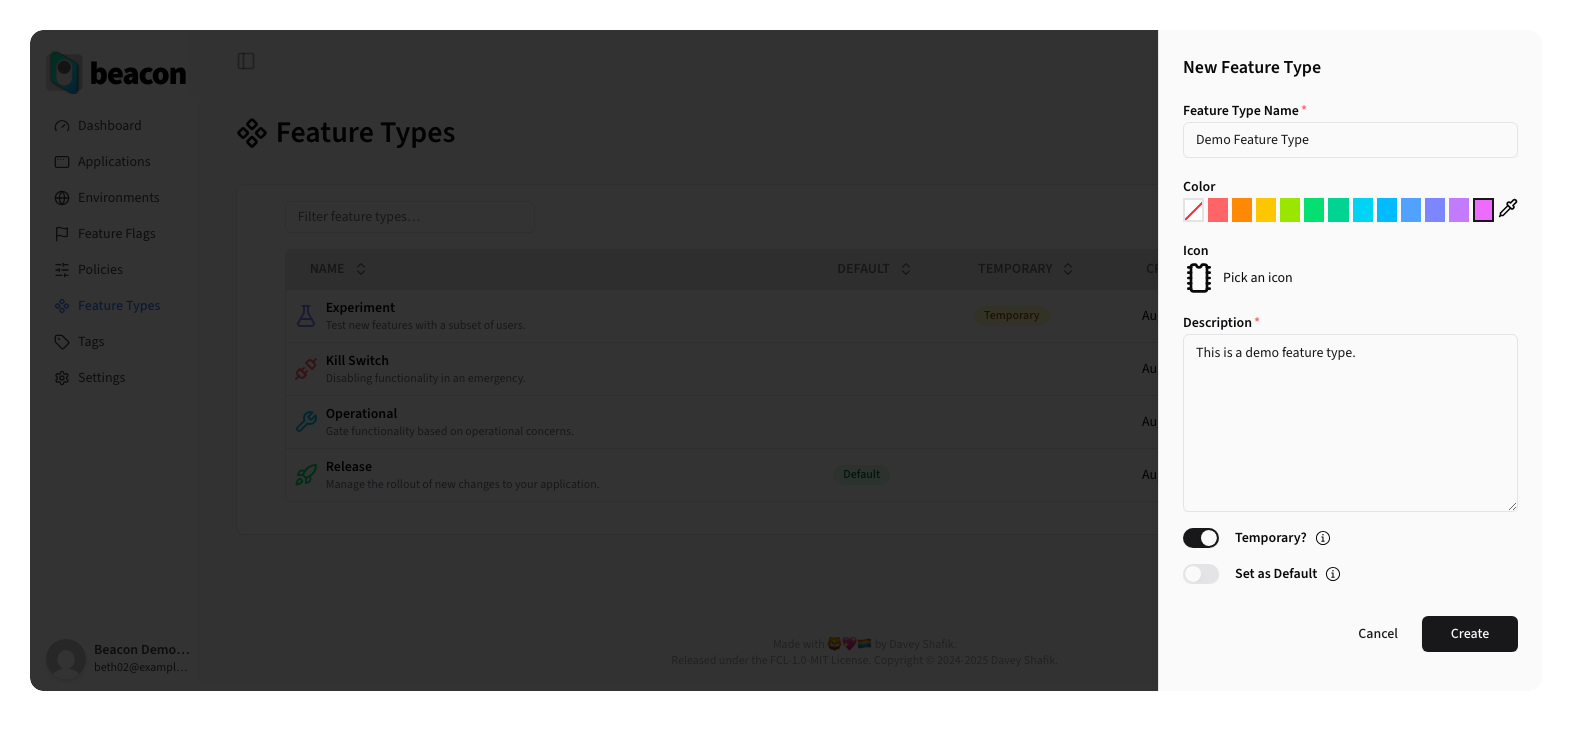 beacon
Dashboard
Applications
Environments
Feature Flags
Policies
Feature Types
Tags
Settings
Beacon Demo...
beth02@exampl...
Feature Types
Filter feature types...
NAME DEFAULT TEMPORARY CR
Experiment
Test new features with a subset of users.
Temporary
Au
Kill Switch
Disabling functionality in an emergency.
Au
Operational
Gate functionality based on operational concerns.
Au
Release
Manage the rollout of new changes to your application.
Default
Au
Made with 🦁💖🏳️‍🌈 by Davey Shafik.
Released under the FCL-1.0-MIT License. Copyright © 2024-2025 Davey Shafik.
New Feature Type
Feature Type Name *
Demo Feature Type
Color
Icon
Pick an icon
Description *
This is a demo feature type.
Temporary?
Set as Default
Cancel Create